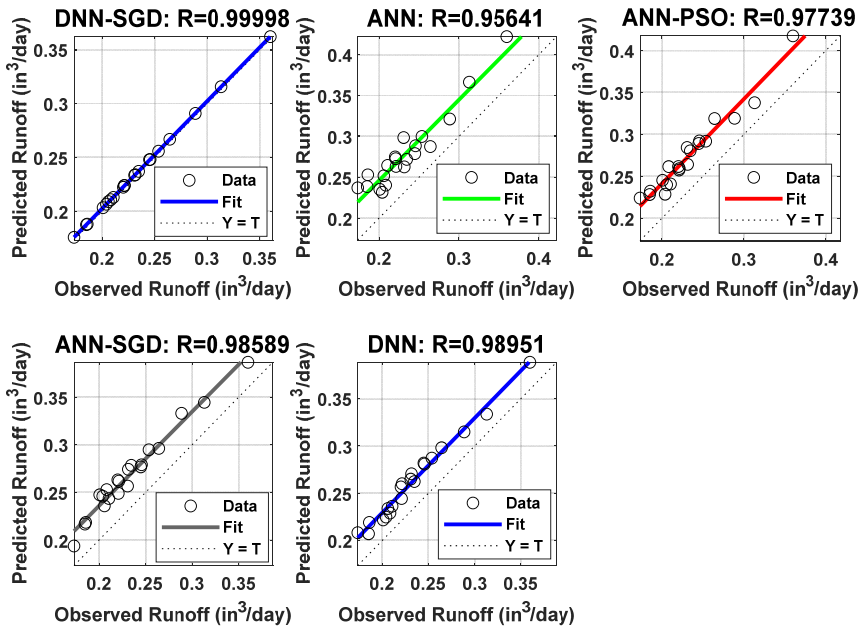 DNN-SGD: R=0.99998
Predicted Runoff (in³/day)
0.35
0.3
0.25
0.2
Data
Fit
Y = T
0.2
0.25
0.3
0.35
Observed Runoff (in³/day)
ANN: R=0.95641
Predicted Runoff (in³/day)
0.4
0.35
0.3
0.25
0.2
Data
Fit
Y = T
0.2
0.3
0.4
Observed Runoff (in³/day)
ANN-PSO: R=0.97739
Predicted Runoff (in³/day)
0.4
0.35
0.3
0.25
0.2
Data
Fit
Y = T
0.2
0.3
0.4
Observed Runoff (in³/day)
ANN-SGD: R=0.98589
Predicted Runoff (in³/day)
0.35
0.3
0.25
0.2
Data
Fit
Y = T
0.2
0.25
0.3
0.35
Observed Runoff (in³/day)
DNN: R=0.98951
Predicted Runoff (in³/day)
0.35
0.3
0.25
0.2
Data
Fit
Y = T
0.2
0.25
0.3
0.35
Observed Runoff (in³/day)